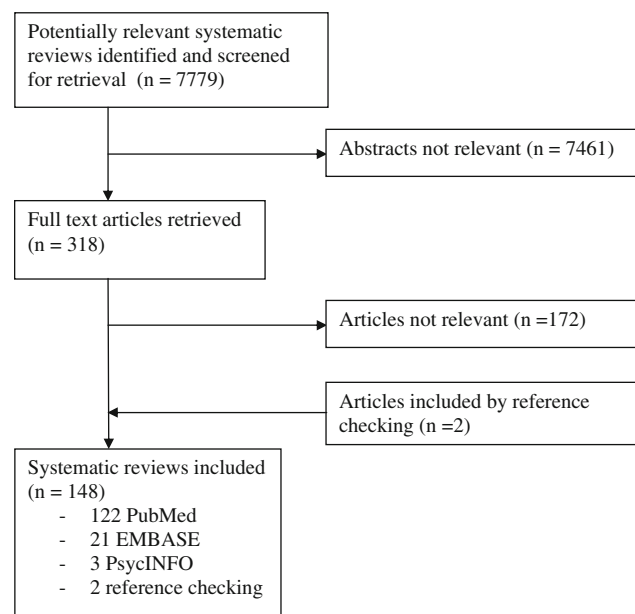 Potentially relevant systematic
reviews identified and screened
for retrieval (n = 7779)
Abstracts not relevant (n = 7461)
Full text articles retrieved
(n = 318)
Articles not relevant (n =172)
Articles included by reference
checking (n =2)
Systematic reviews included
(n = 148)
- 122 PubMed
- 21 EMBASE
- 3 PsycINFO
- 2 reference checking